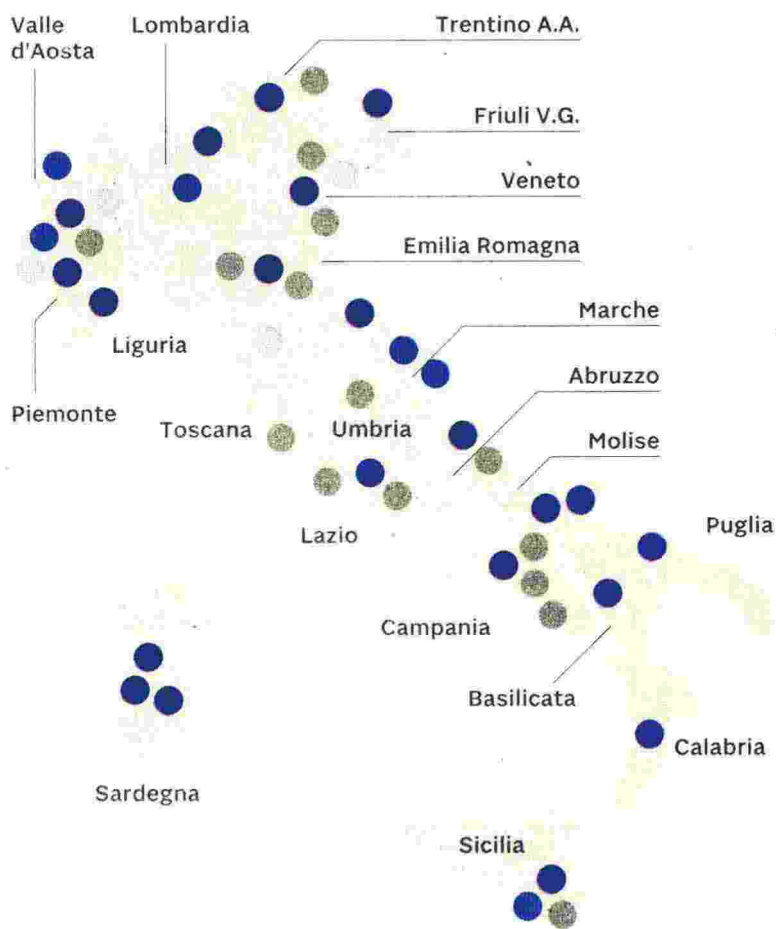 Valle
d'Aosta
Lombardia
Trentino A.A.
Friuli V.G.
Veneto
Emilia Romagna
Marche
Liguria
Abruzzo
Piemonte
Toscana
Umbria
Molise
Lazio
Puglia
Campania
Basilicata
Calabria
Sardegna
Sicilia